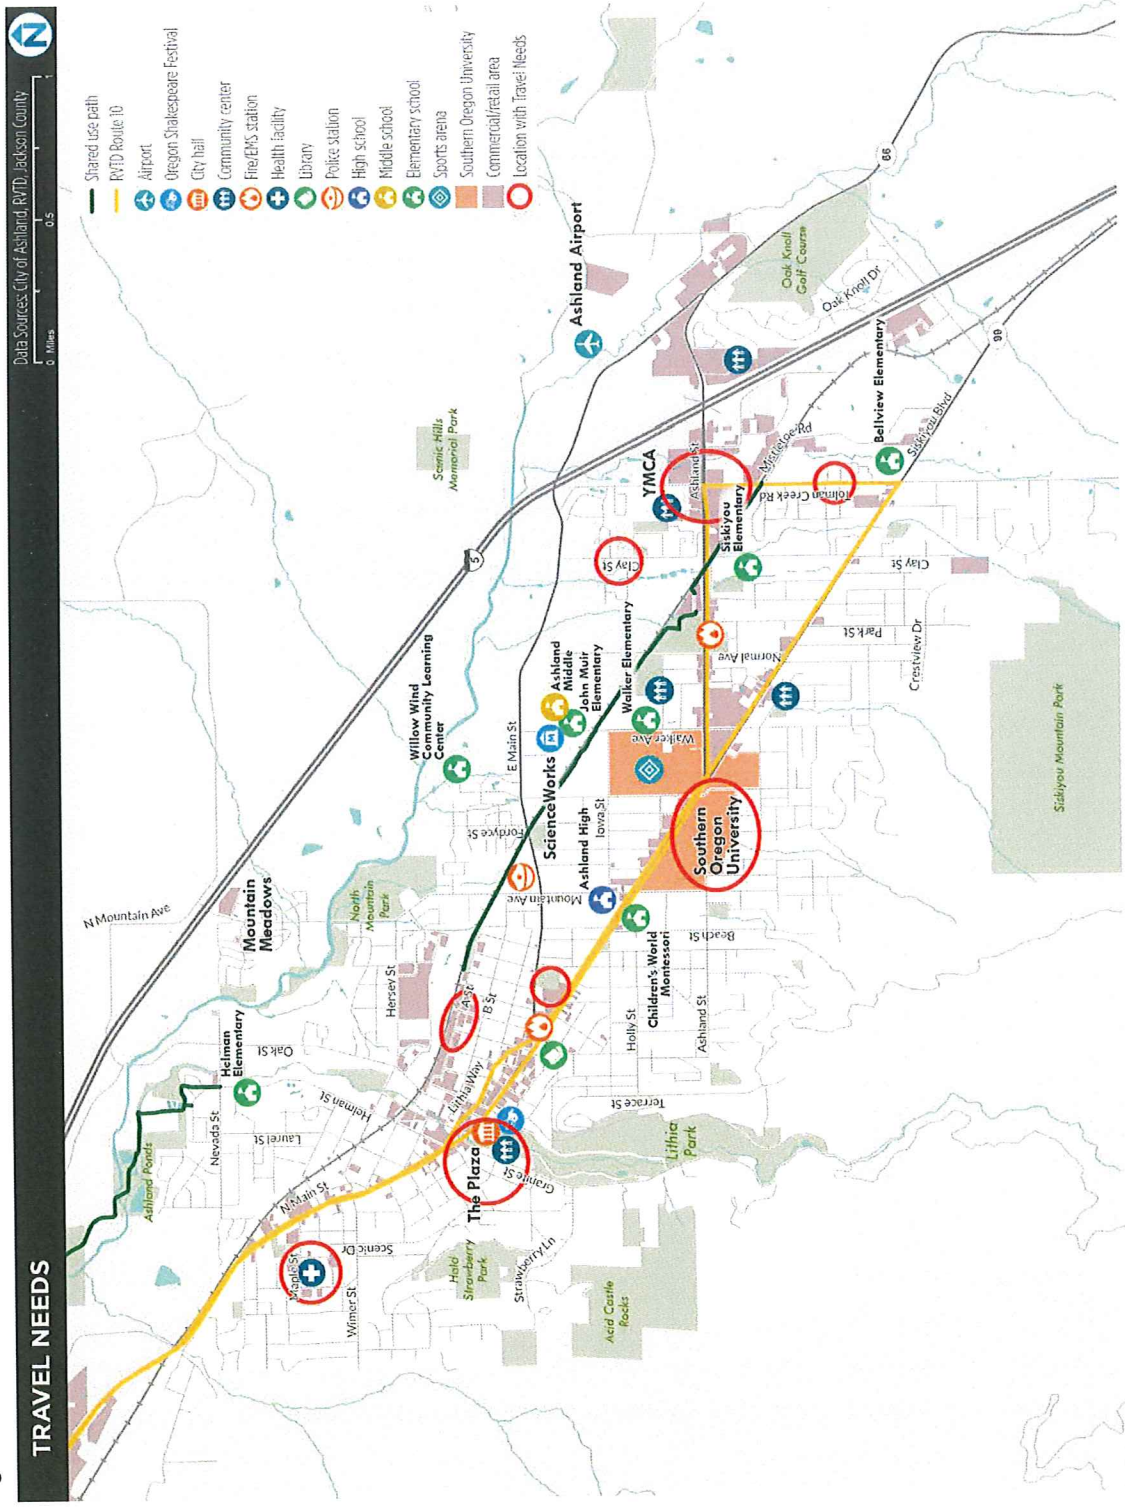 TRAVEL NEEDS
Data Sources: City of Ashland, RVTD, Jackson County
0 Miles
0.5
1
N
Shared use path
RVTD Route 10
Airport
Oregon Shakespeare Festival
City hall
Community center
Fire/EMS station
Health facility
Library
Police station
High school
Middle school
Elementary school
Sports arena
Southern Oregon University
Commercial/retail area
Location with Travel Needs
Ashland Ponds
Nevada St
Helman
Elementary
Oak St
Laurel St
Helman St
N Main St
Maple St
Scenic Dr
Wimer St
Hald
Strawberry
Park
Strawberry Ln
Acid Castle
Rocks
The Plaza
Granite St
Lithia
Park
Terrace St
Lithia Way
Hersey St
A St
B St
N Mountain Ave
Mountain
Meadows
North
Mountain
Park
Holly St
Ashland St
Beach St
Children's World
Montessori
Mountain Ave
Ashland High
Iowa St
Fordyce St
E Main St
ScienceWorks
Willow Wind
Community Learning
Center
Southern
Oregon
University
Walker Ave
Ashland
Middle
John Muir
Elementary
Walker Elementary
Normal Ave
Park St
Crestview Dr
Clay St
Clay St
Siskiyou Mountain Park
Siskiyou
Elementary
YMCA
Ashland St
Tolman Creek Rd
Mistletoe Rd
Bellview Elementary
Siskiyou Blvd
Scenic Hills
Memorial Park
5
Ashland Airport
Oak Knoll
Golf Course
Oak Knoll Dr
66
99